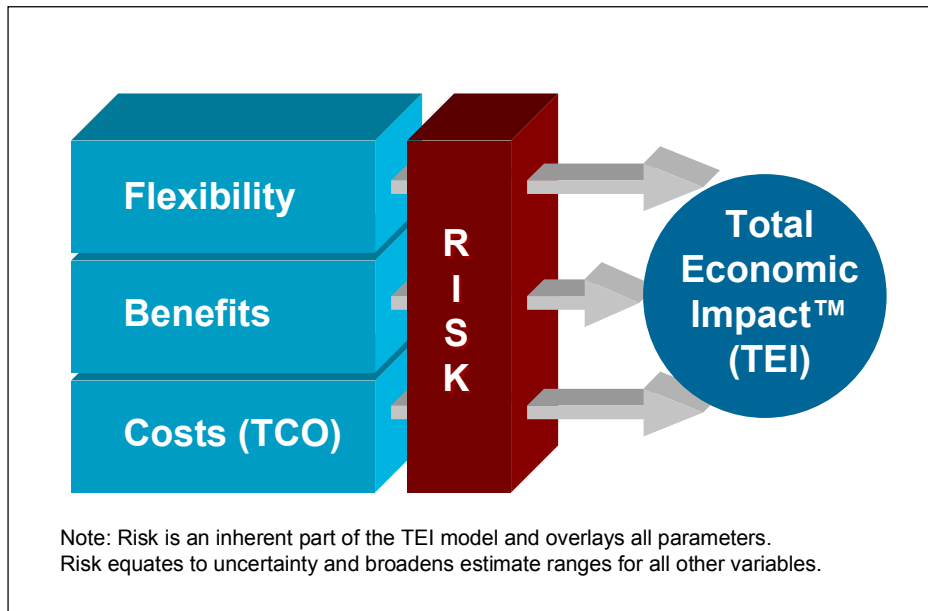 Flexibility
Benefits
Costs (TCO)
R
I
S
K
Total
Economic
Impact™
(TEI)
Note: Risk is an inherent part of the TEI model and overlays all parameters.
Risk equates to uncertainty and broadens estimate ranges for all other variables.